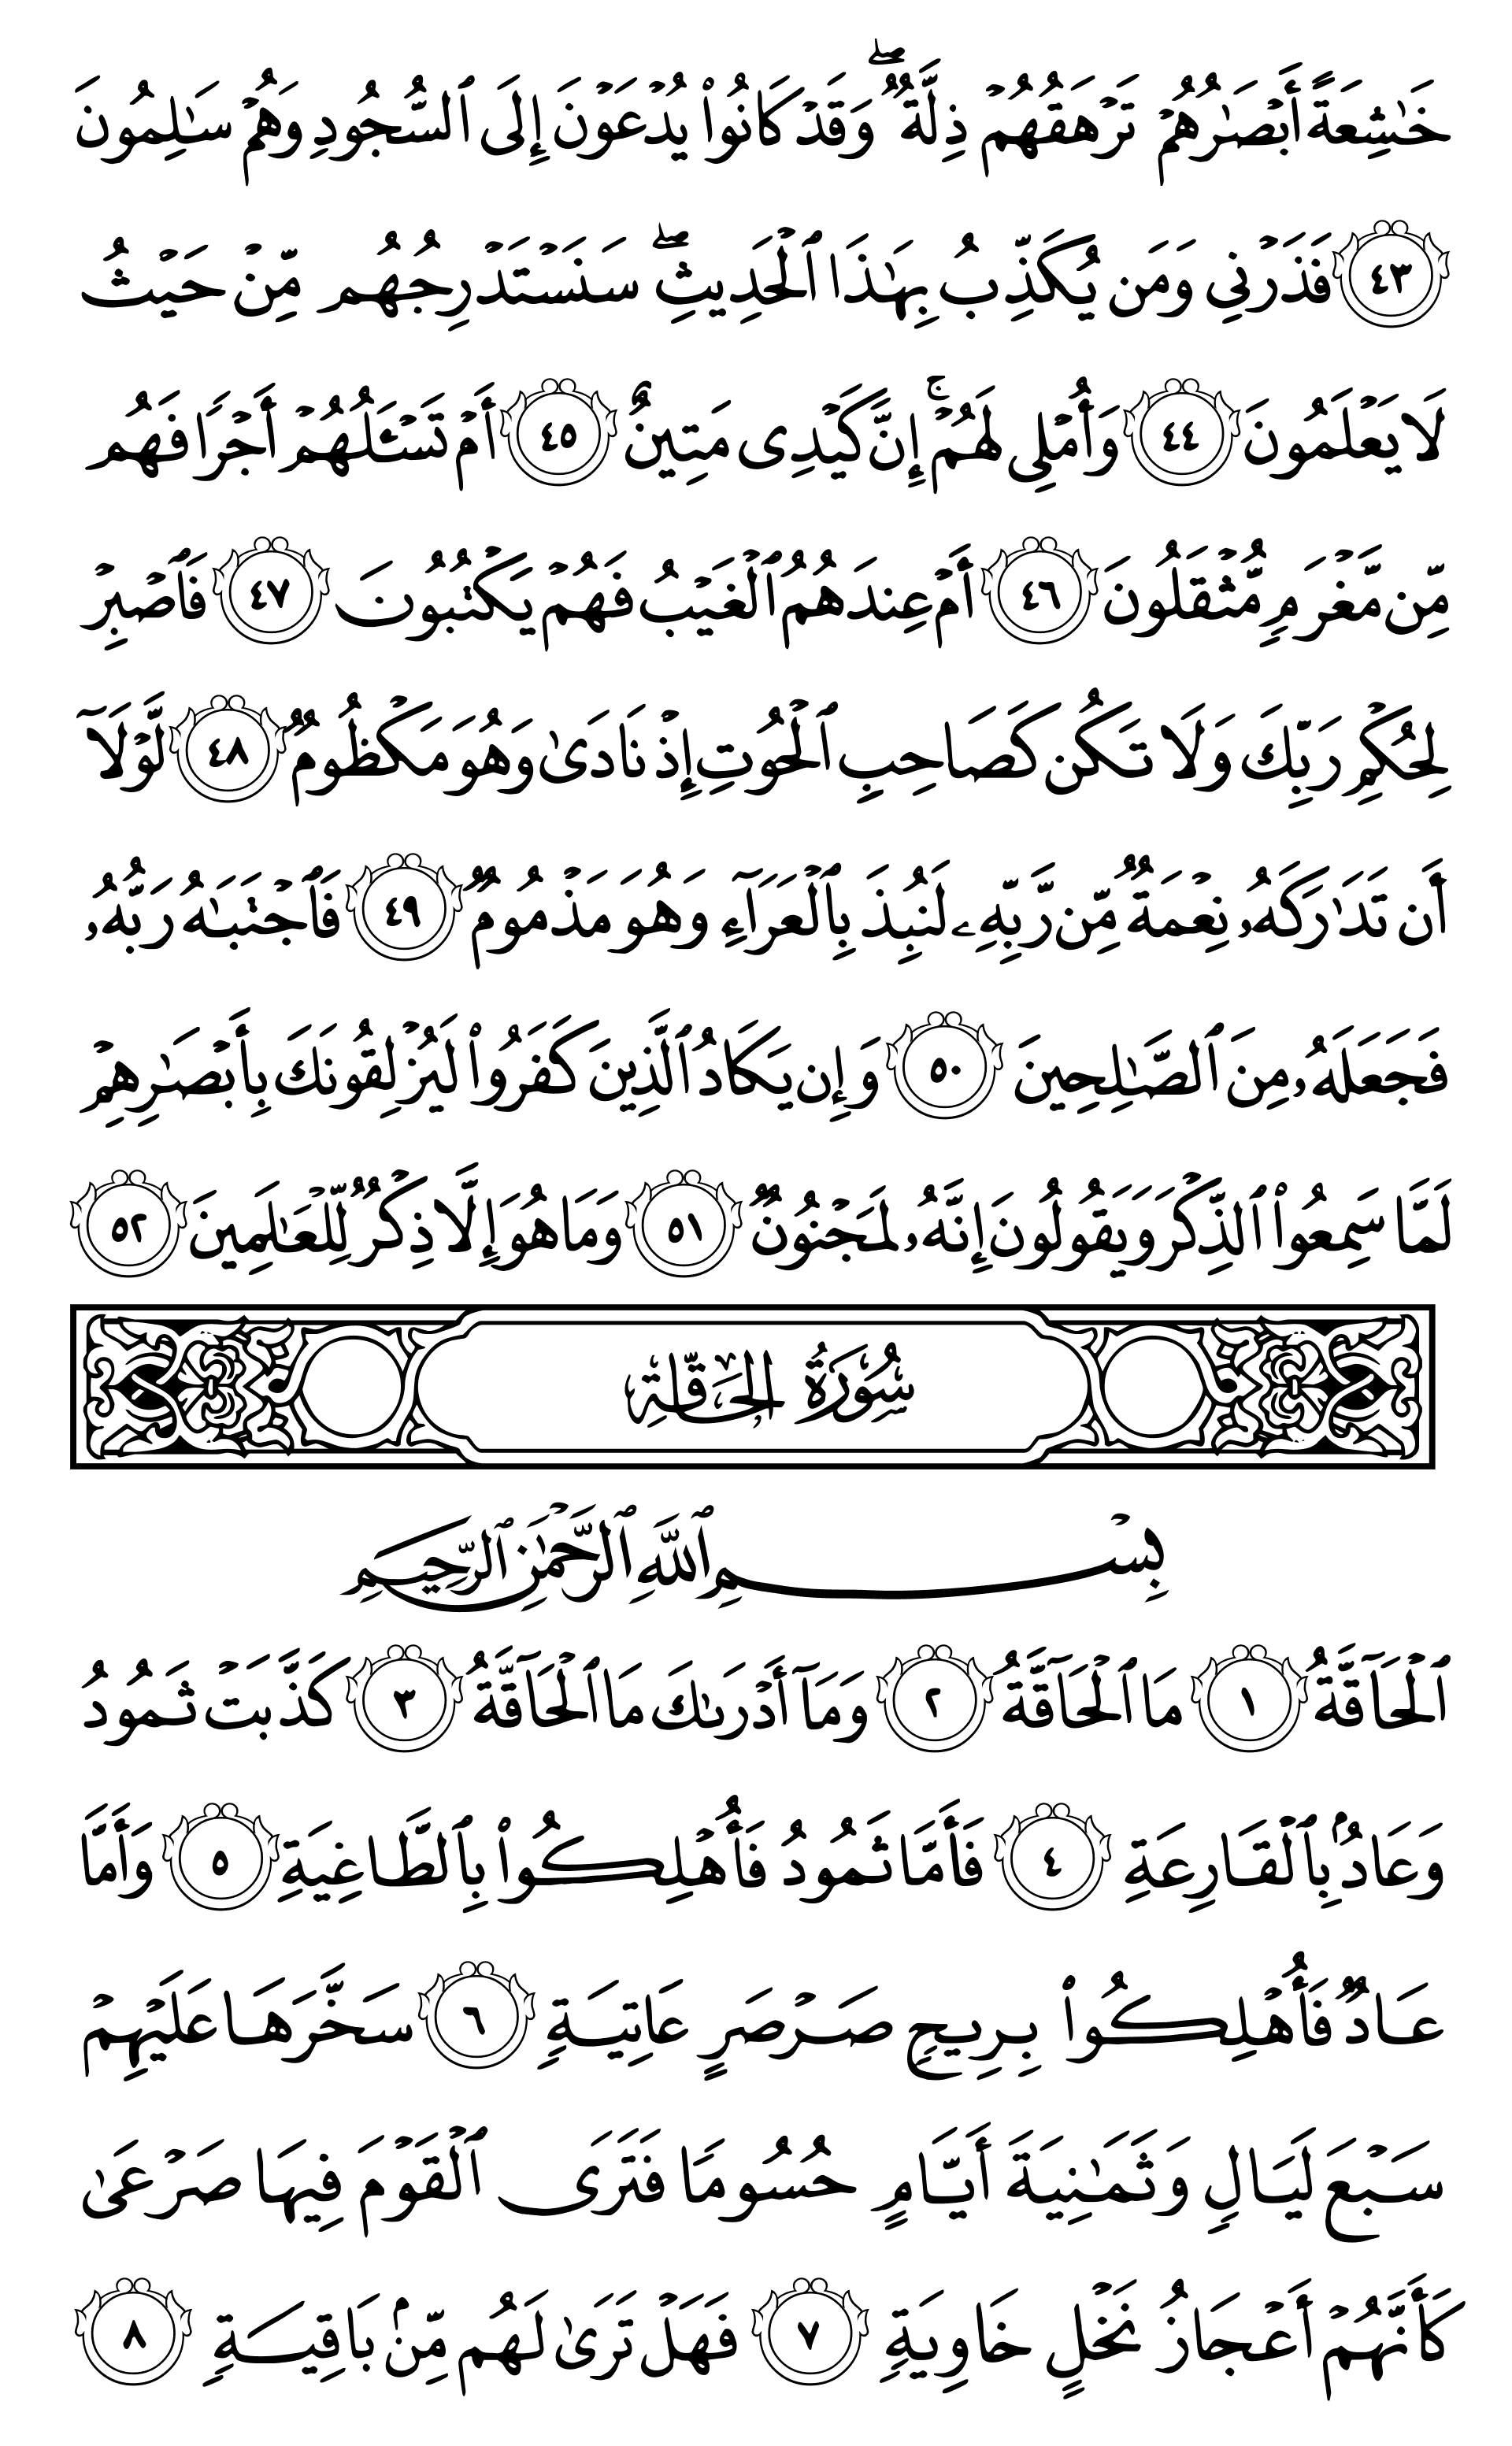 خَٰشِعَةً أَبۡصَٰرُهُمۡ تَرۡهَقُهُمۡ ذِلَّةٞۖ وَقَدۡ كَانُواْ يُدۡعَوۡنَ إِلَى ٱلسُّجُودِ وَهُمۡ سَٰلِمُونَ
٤٣ فَذَرۡنِي وَمَن يُكَذِّبُ بِهَٰذَا ٱلۡحَدِيثِۖ سَنَسۡتَدۡرِجُهُم مِّنۡ حَيۡثُ
لَا يَعۡلَمُونَ ٤٤ وَأُمۡلِي لَهُمۡۚ إِنَّ كَيۡدِي مَتِينٌ ٤٥ أَمۡ تَسۡـَٔلُهُمۡ أَجۡرٗا فَهُم
مِّن مَّغۡرَمٖ مُّثۡقَلُونَ ٤٦ أَمۡ عِندَهُمُ ٱلۡغَيۡبُ فَهُمۡ يَكۡتُبُونَ ٤٧ فَٱصۡبِرۡ
لِحُكۡمِ رَبِّكَ وَلَا تَكُن كَصَاحِبِ ٱلۡحُوتِ إِذۡ نَادَىٰ وَهُوَ مَكۡظُومٞ ٤٨ لَّوۡلَآ
أَن تَدَٰرَكَهُۥ نِعۡمَةٞ مِّن رَّبِّهِۦ لَنُبِذَ بِٱلۡعَرَآءِ وَهُوَ مَذۡمُومٞ ٤٩ فَٱجۡتَبَٰهُ رَبُّهُۥ
فَجَعَلَهُۥ مِنَ ٱلصَّٰلِحِينَ ٥٠ وَإِن يَكَادُ ٱلَّذِينَ كَفَرُواْ لَيُزۡلِقُونَكَ بِأَبۡصَٰرِهِمۡ
لَمَّا سَمِعُواْ ٱلذِّكۡرَ وَيَقُولُونَ إِنَّهُۥ لَمَجۡنُونٞ ٥١ وَمَا هُوَ إِلَّا ذِكۡرٞ لِّلۡعَٰلَمِينَ ٥٢
سُورَةُ الحَاقَّةِ
بِسۡمِ ٱللَّهِ ٱلرَّحۡمَٰنِ ٱلرَّحِيمِ
ٱلۡحَآقَّةُ ١ مَا ٱلۡحَآقَّةُ ٢ وَمَآ أَدۡرَىٰكَ مَا ٱلۡحَآقَّةُ ٣ كَذَّبَتۡ ثَمُودُ
وَعَادُۢ بِٱلۡقَارِعَةِ ٤ فَأَمَّا ثَمُودُ فَأُهۡلِكُواْ بِٱلطَّاغِيَةِ ٥ وَأَمَّا
عَادٞ فَأُهۡلِكُواْ بِرِيحٖ صَرۡصَرٍ عَاتِيَةٖ ٦ سَخَّرَهَا عَلَيۡهِمۡ
سَبۡعَ لَيَالٖ وَثَمَٰنِيَةَ أَيَّامٍ حُسُومٗا فَتَرَى ٱلۡقَوۡمَ فِيهَا صَرۡعَىٰ
كَأَنَّهُمۡ أَعۡجَازُ نَخۡلٍ خَاوِيَةٖ ٧ فَهَلۡ تَرَىٰ لَهُم مِّنۢ بَاقِيَةٖ ٨